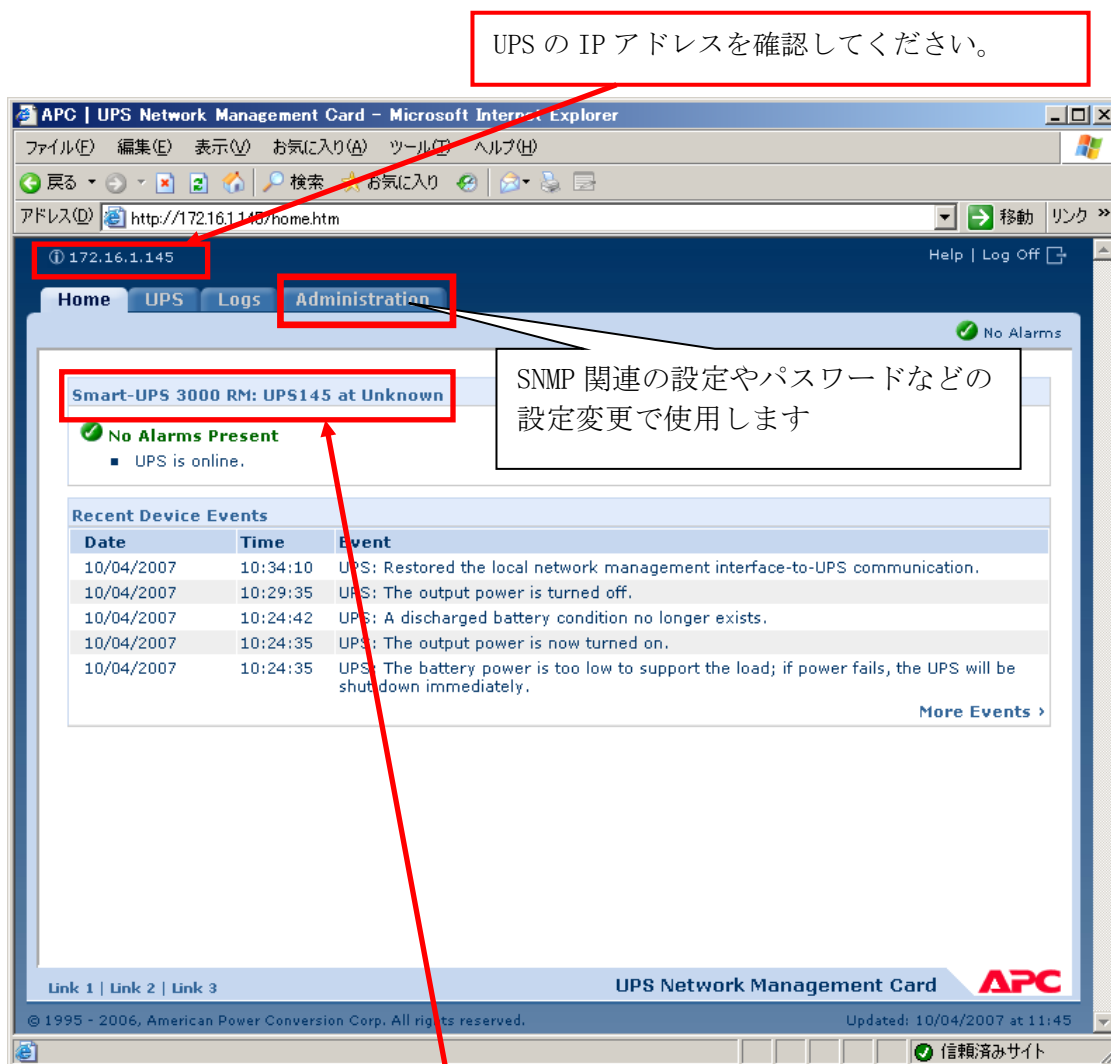 UPS の IP アドレスを確認してください。
APC | UPS Network Management Card - Microsoft Internet Explorer
ファイル(F) 編集(E) 表示(V) お気に入り(A) ツール(T) ヘルプ(H)
戻る 検索 お気に入り
アドレス(D) http://172.16.1.145/home.htm 移動 リンク »
172.16.1.145 Help | Log Off
Home UPS Logs Administration
No Alarms
SNMP 関連の設定やパスワードなどの
設定変更で使用します
Smart-UPS 3000 RM: UPS145 at Unknown
No Alarms Present
UPS is online.
Recent Device Events
Date Time Event
10/04/2007 10:34:10 UPS: Restored the local network management interface-to-UPS communication.
10/04/2007 10:29:35 UPS: The output power is turned off.
10/04/2007 10:24:42 UPS: A discharged battery condition no longer exists.
10/04/2007 10:24:35 UPS: The output power is now turned on.
10/04/2007 10:24:35 UPS: The battery power is too low to support the load; if power fails, the UPS will be
shut down immediately.
More Events ›
Link 1 | Link 2 | Link 3 UPS Network Management Card APC
© 1995 - 2006, American Power Conversion Corp. All rights reserved. Updated: 10/04/2007 at 11:45
信頼済みサイト